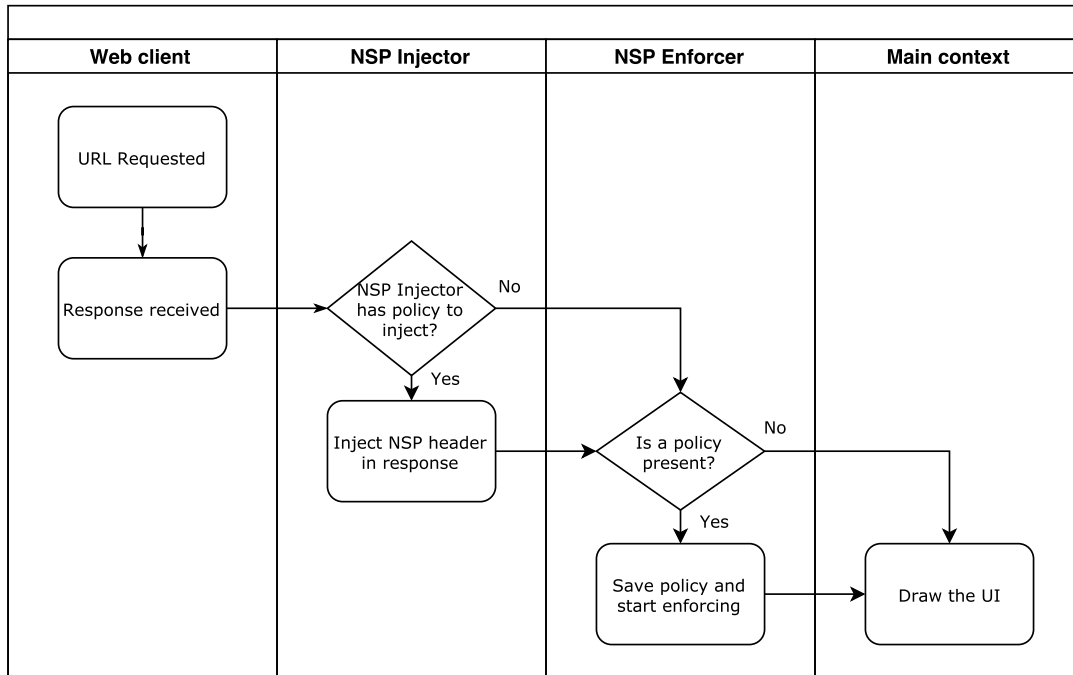 Web client
NSP Injector
NSP Enforcer
Main context
URL Requested
Response received
NSP Injector
has policy to
inject?
No
Yes
Inject NSP header
in response
Is a policy
present?
No
Yes
Save policy and
start enforcing
Draw the UI